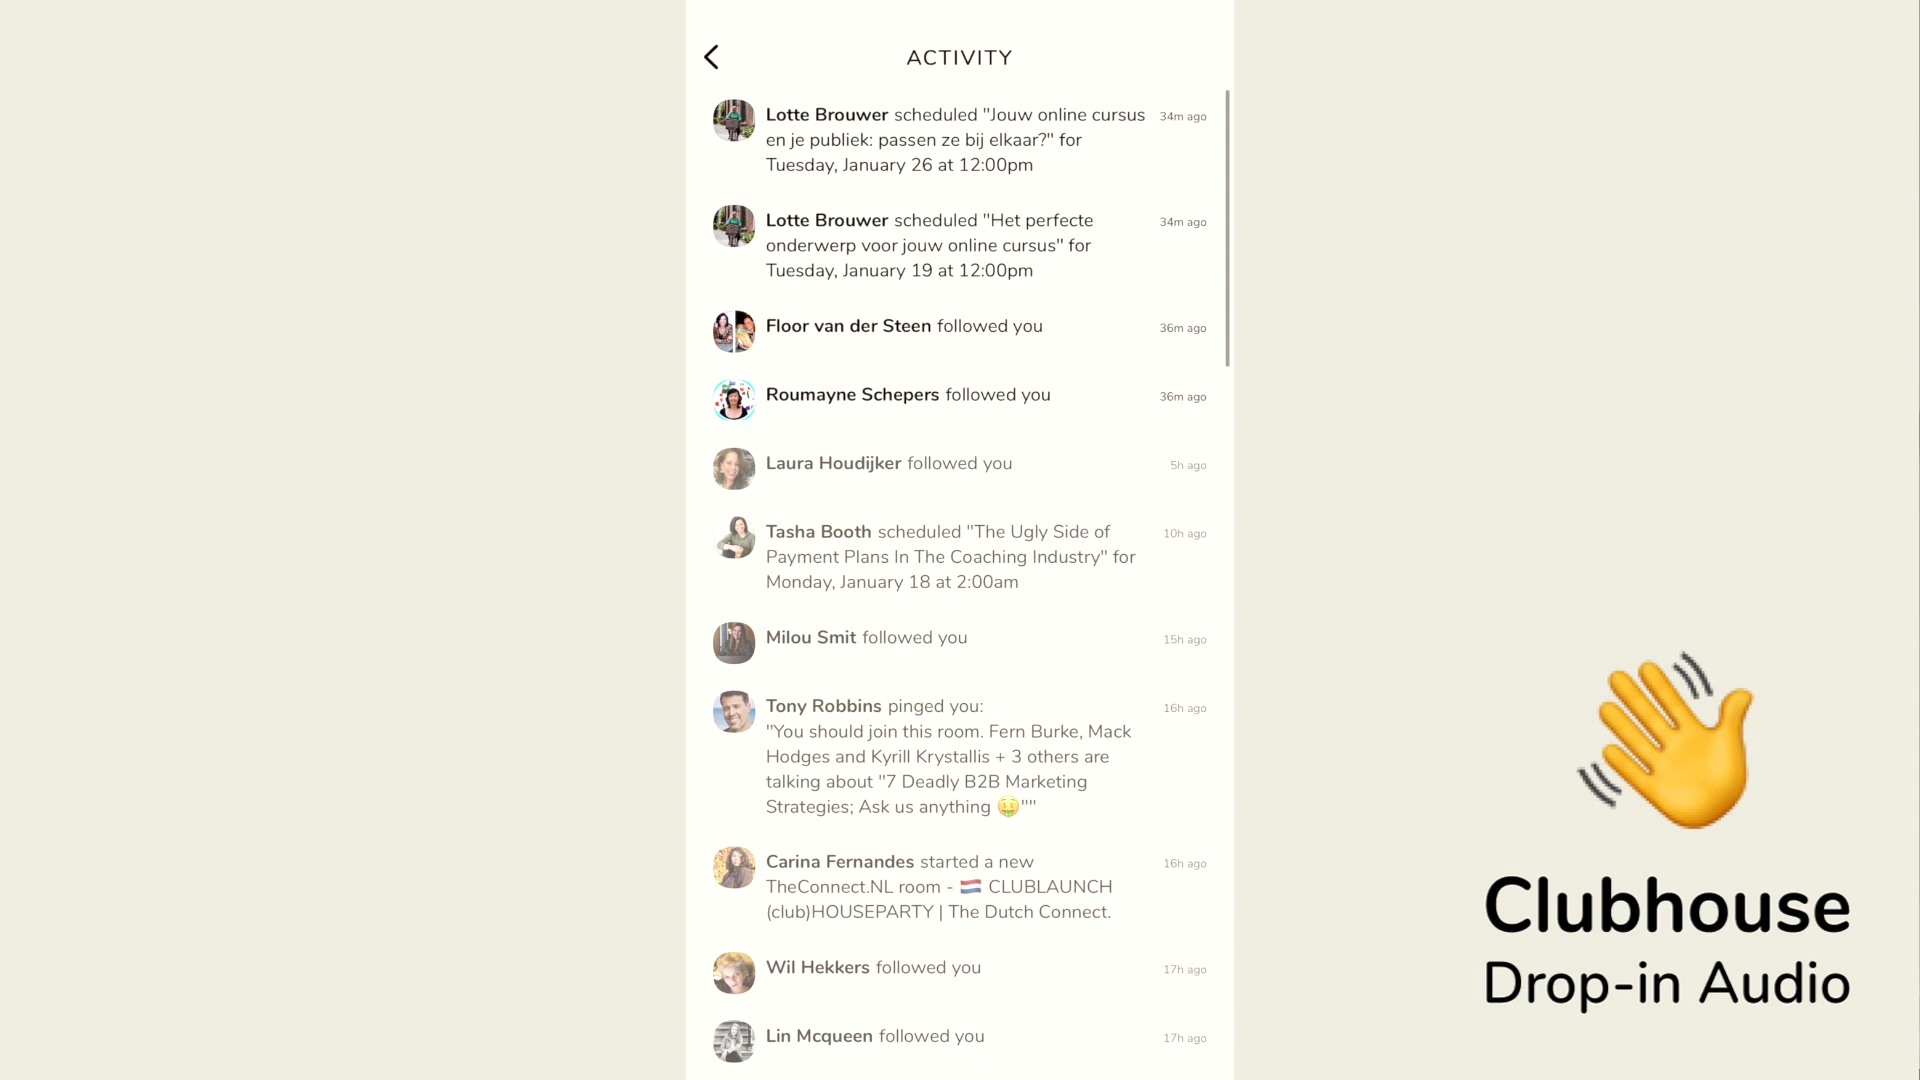 ACTIVITY
Lotte Brouwer scheduled "Jouw online cursus 34m ago
en je publiek: passen ze bij elkaar?" for
Tuesday, January 26 at 12:00pm
Lotte Brouwer scheduled "Het perfecte 34m ago
onderwerp voor jouw online cursus" for
Tuesday, January 19 at 12:00pm
Floor van der Steen followed you 36m ago
Roumayne Schepers followed you 36m ago
Laura Houdijker followed you 5h ago
Tasha Booth scheduled "The Ugly Side of 10h ago
Payment Plans In The Coaching Industry" for
Monday, January 18 at 2:00am
Milou Smit followed you 15h ago
Tony Robbins pinged you: 16h ago
"You should join this room. Fern Burke, Mack
Hodges and Kyrill Krystallis + 3 others are
talking about "7 Deadly B2B Marketing
Strategies; Ask us anything 🤑""
Carina Fernandes started a new 16h ago
TheConnect.NL room - 🇳🇱 CLUBLAUNCH
(club)HOUSEPARTY | The Dutch Connect.
Wil Hekkers followed you 17h ago
Lin Mcqueen followed you 17h ago
Clubhouse
Drop-in Audio